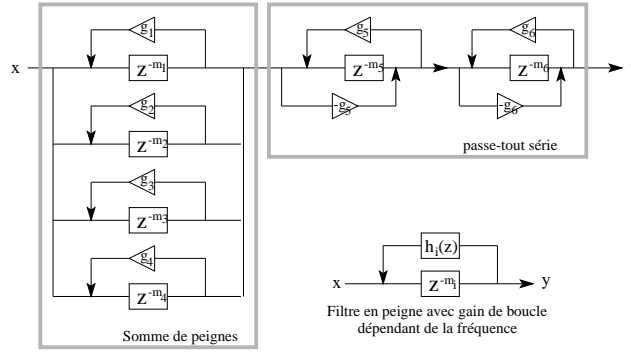 g1
x
z-m1
g2
z-m2
g3
z-m3
g4
z-m4
Somme de peignes
g5
z-m5
-g5
g6
z-m6
-g6
passe-tout série
hi(z)
x
z-mi
y
Filtre en peigne avec gain de boucle
dépendant de la fréquence